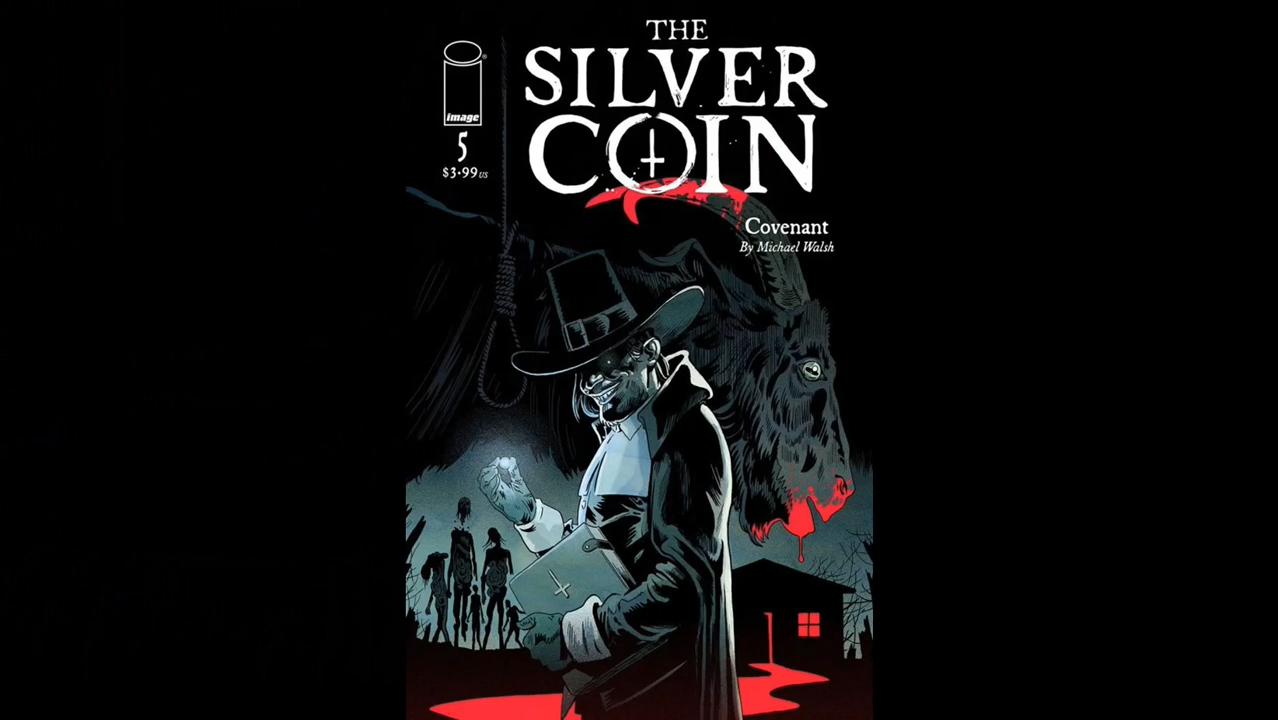 THE
SILVER
COIN
image
5
$3.99 US
Covenant
By Michael Walsh